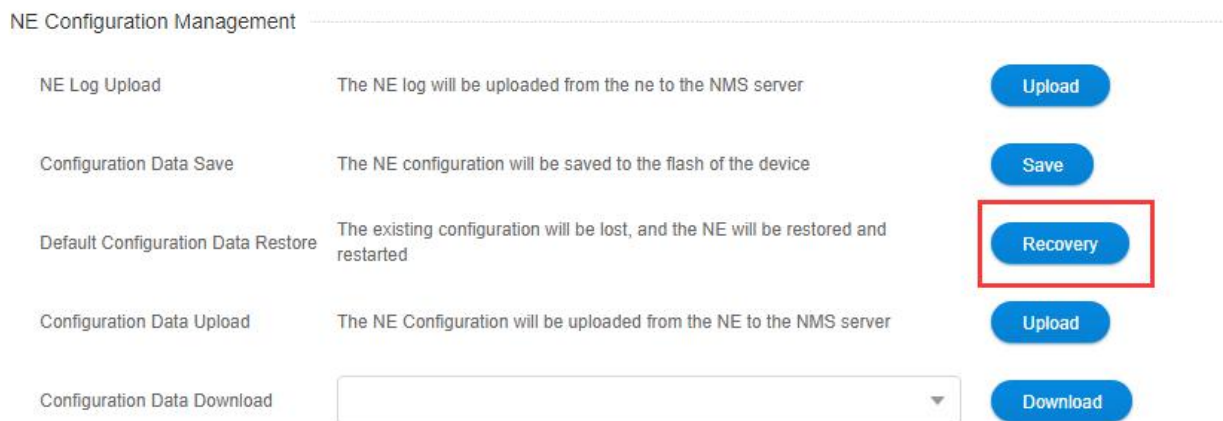 NE Configuration Management
NE Log Upload The NE log will be uploaded from the ne to the NMS server Upload
Configuration Data Save The NE configuration will be saved to the flash of the device Save
Default Configuration Data Restore The existing configuration will be lost, and the NE will be restored and
restarted
Recovery
Configuration Data Upload The NE Configuration will be uploaded from the NE to the NMS server Upload
Configuration Data Download Download